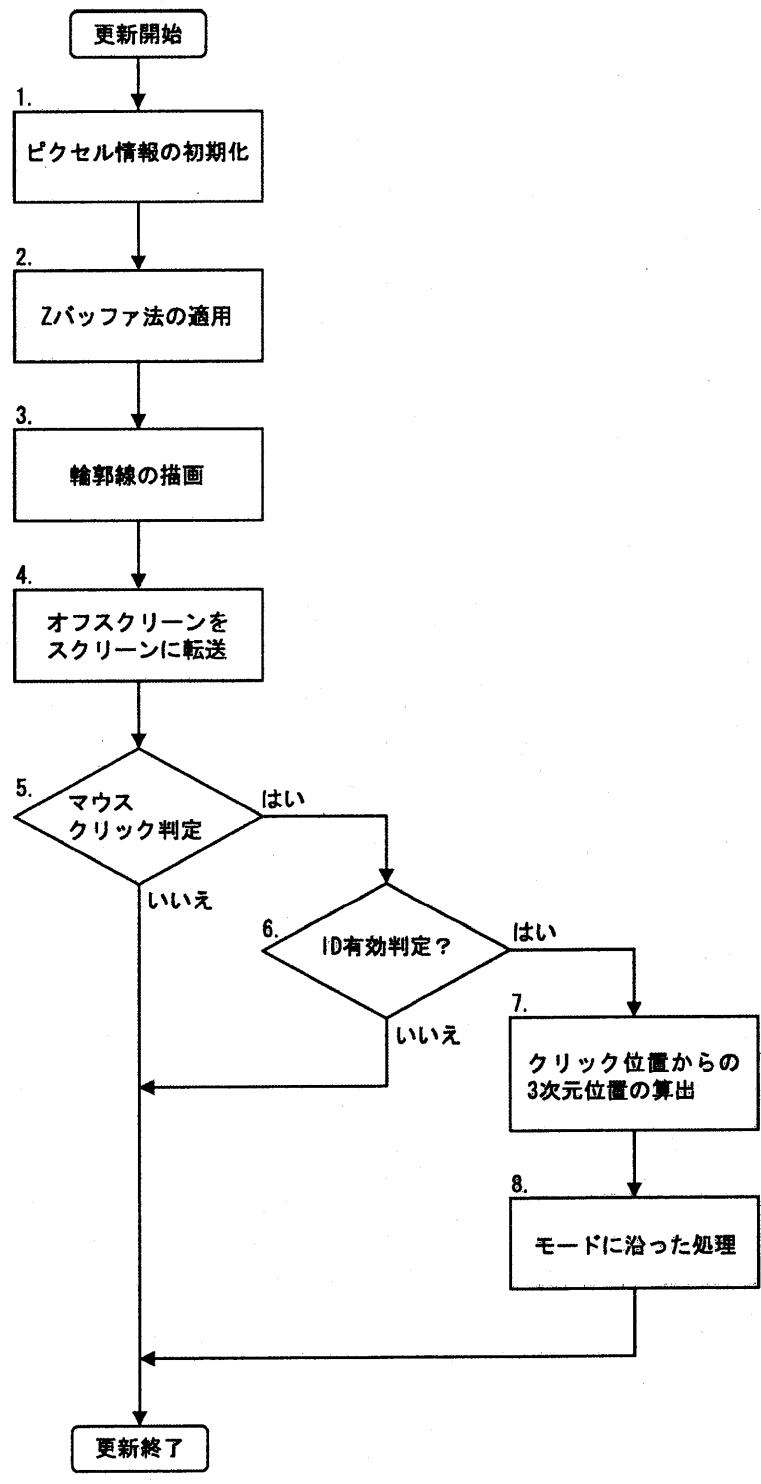 更新開始
1.
ピクセル情報の初期化
2.
Zバッファ法の適用
3.
輪郭線の描画
4.
オフスクリーンを
スクリーンに転送
5.
マウス
クリック判定
はい
いいえ
6.
ID有効判定?
はい
いいえ
7.
クリック位置からの
3次元位置の算出
8.
モードに沿った処理
更新終了